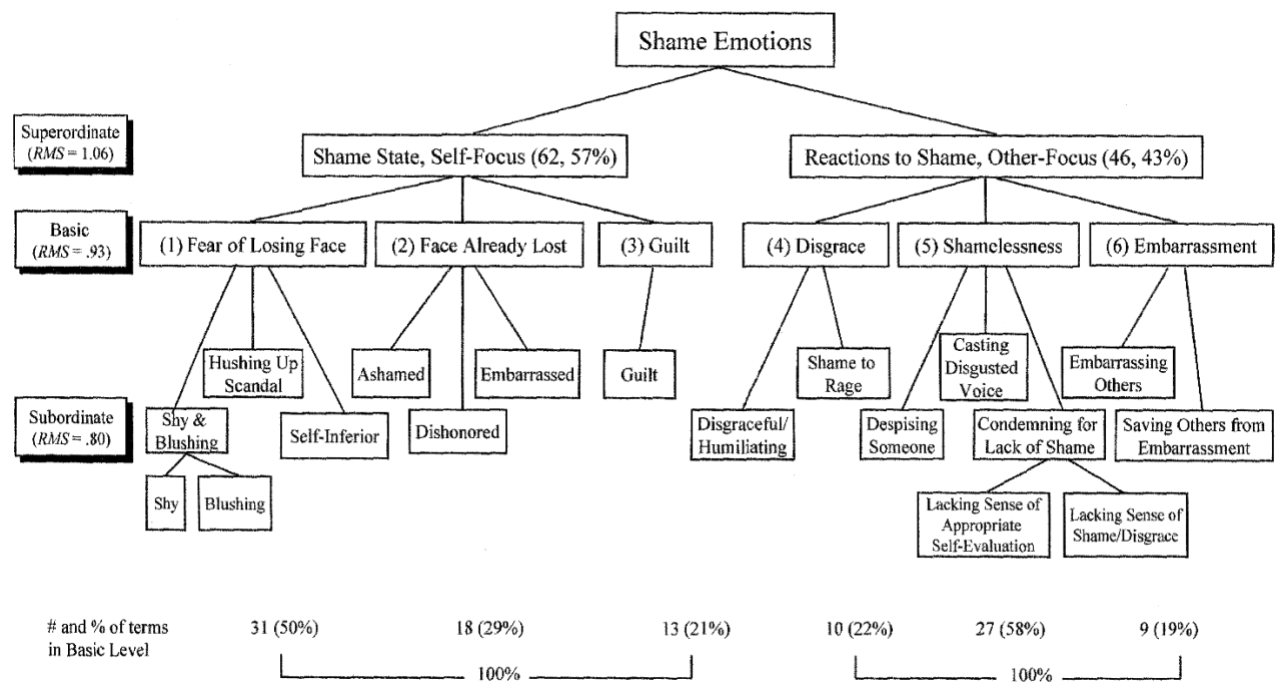 Shame Emotions
Superordinate
(RMS = 1.06)
Shame State, Self-Focus (62, 57%)
Reactions to Shame, Other-Focus (46, 43%)
Basic
(RMS = .93)
(1) Fear of Losing Face
(2) Face Already Lost
(3) Guilt
(4) Disgrace
(5) Shamelessness
(6) Embarrassment
Subordinate
(RMS = .80)
Hushing Up
Scandal
Ashamed
Embarrassed
Guilt
Shame to
Rage
Casting
Disgusted
Voice
Embarrassing
Others
Shy &
Blushing
Self-Inferior
Dishonored
Disgraceful/
Humiliating
Despising
Someone
Condemning for
Lack of Shame
Saving Others from
Embarrassment
Shy
Blushing
Lacking Sense of
Appropriate
Self-Evaluation
Lacking Sense of
Shame/Disgrace
# and % of terms
in Basic Level
31 (50%)
18 (29%)
13 (21%)
10 (22%)
27 (58%)
9 (19%)
100%
100%